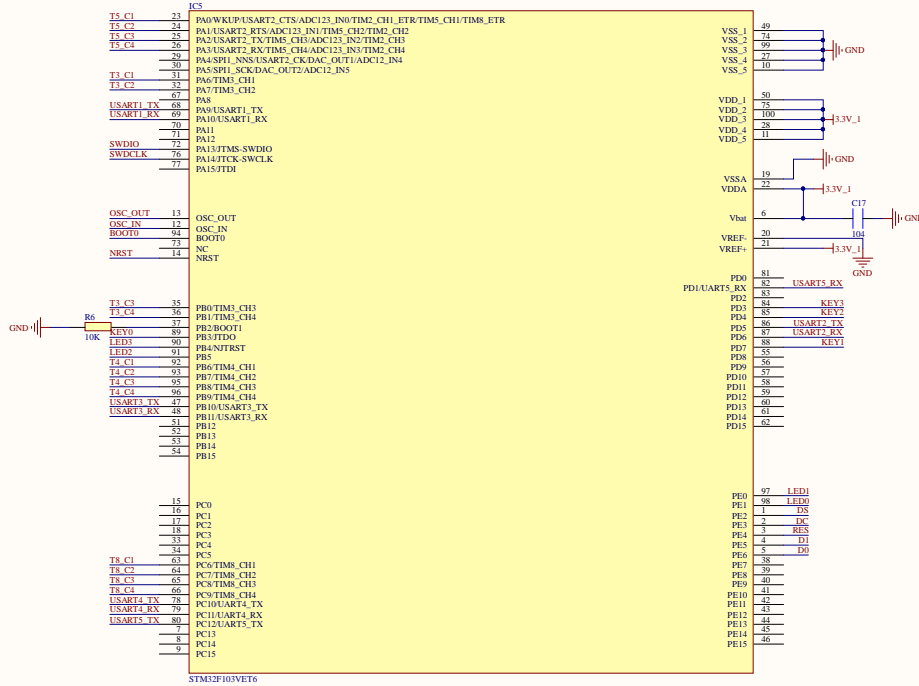 IC5
T5_C1 23 PA0/WKUP/USART2_CTS/ADC123_IN0/TIM2_CH1_ETR/TIM5_CH1/TIM8_ETR
T5_C2 24 PA1/USART2_RTS/ADC123_IN1/TIM5_CH2/TIM2_CH2
T5_C3 25 PA2/USART2_TX/TIM5_CH3/ADC123_IN2/TIM2_CH3
T5_C4 26 PA3/USART2_RX/TIM5_CH4/ADC123_IN3/TIM2_CH4
29 PA4/SPI1_NNS/USART2_CK/DAC_OUT1/ADC12_IN4
30 PA5/SPI1_SCK/DAC_OUT2/ADC12_IN5
T3_C1 31 PA6/TIM3_CH1
T3_C2 32 PA7/TIM3_CH2
67 PA8
USART1_TX 68 PA9/USART1_TX
USART1_RX 69 PA10/USART1_RX
70 PA11
71 PA12
SWDIO 72 PA13/JTMS-SWDIO
SWDCLK 76 PA14/JTCK-SWCLK
77 PA15/JTDI
OSC_OUT 13 OSC_OUT
OSC_IN 12 OSC_IN
BOOT0 94 BOOT0
73 NC
NRST 14 NRST
T3_C3 35 PB0/TIM3_CH3
T3_C4 36 PB1/TIM3_CH4
GND R6 10K 37 PB2/BOOT1
KEY0 89 PB3/JTDO
LED3 90 PB4/NJTRST
LED2 91 PB5
T4_C1 92 PB6/TIM4_CH1
T4_C2 93 PB7/TIM4_CH2
T4_C3 95 PB8/TIM4_CH3
T4_C4 96 PB9/TIM4_CH4
USART3_TX 47 PB10/USART3_TX
USART3_RX 48 PB11/USART3_RX
51 PB12
52 PB13
53 PB14
54 PB15
15 PC0
16 PC1
17 PC2
18 PC3
33 PC4
34 PC5
T8_C1 63 PC6/TIM8_CH1
T8_C2 64 PC7/TIM8_CH2
T8_C3 65 PC8/TIM8_CH3
T8_C4 66 PC9/TIM8_CH4
USART4_TX 78 PC10/UART4_TX
USART4_RX 79 PC11/UART4_RX
USART5_TX 80 PC12/UART5_TX
7 PC13
8 PC14
9 PC15
VSS_1 49
VSS_2 74
VSS_3 99 GND
VSS_4 27
VSS_5 10
VDD_1 50
VDD_2 75
VDD_3 100 3.3V_1
VDD_4 28
VDD_5 11
GND
VSSA 19
VDDA 22 3.3V_1
C17
Vbat 6 GND
104
VREF- 20
VREF+ 21 3.3V_1
GND
PD0 81
PD1/UART5_RX 82 USART5_RX
PD2 83
PD3 84 KEY3
PD4 85 KEY2
PD5 86 USART2_TX
PD6 87 USART2_RX
PD7 88 KEY1
PD8 55
PD9 56
PD10 57
PD11 58
PD12 59
PD13 60
PD14 61
PD15 62
PE0 97 LED1
PE1 98 LED0
PE2 1 DS
PE3 2 DC
PE4 3 RES
PE5 4 D1
PE6 5 D0
PE7 38
PE8 39
PE9 40
PE10 41
PE11 42
PE12 43
PE13 44
PE14 45
PE15 46
STM32F103VET6